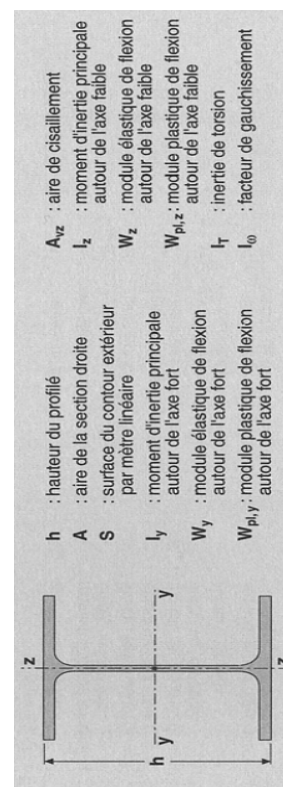 z
y
y
h
z
h : hauteur du profilé
A : aire de la section droite
S : surface du contour extérieur
par mètre linéaire
Iy : moment d'inertie principale
autour de l'axe fort
Wy : module élastique de flexion
autour de l'axe fort
Wpl,y : module plastique de flexion
autour de l'axe fort
Avz : aire de cisaillement
Iz : moment d'inertie principale
autour de l'axe faible
Wz : module élastique de flexion
autour de l'axe faible
Wpl,z : module plastique de flexion
autour de l'axe faible
IT : inertie de torsion
Iω : facteur de gauchissement